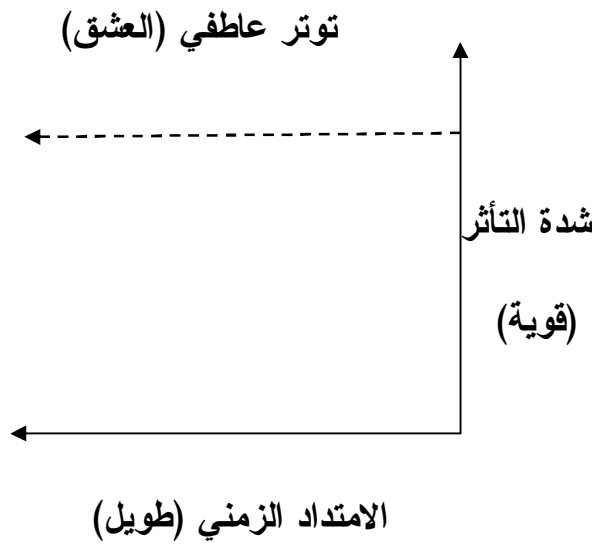 توتر عاطفي (العشق)
شدة التأثر
(قوية)
الامتداد الزمني (طويل)